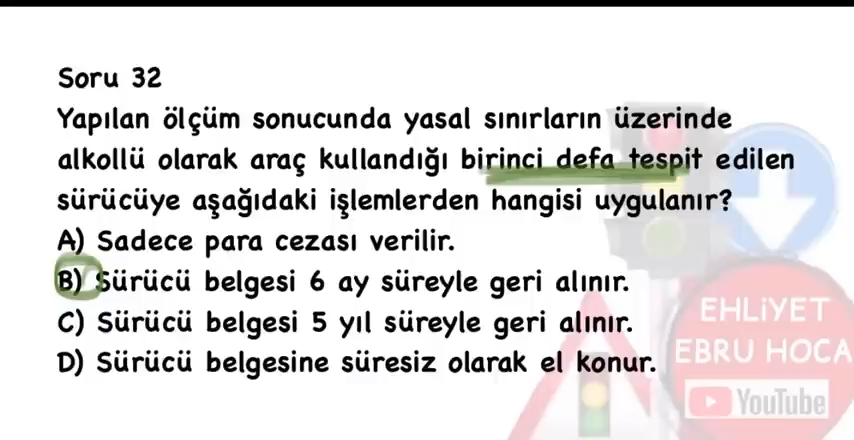 Soru 32
Yapılan ölçüm sonucunda yasal sınırların üzerinde
alkollü olarak araç kullandığı birinci defa tespit edilen
sürücüye aşağıdaki işlemlerden hangisi uygulanır?
A) Sadece para cezası verilir.
B) Sürücü belgesi 6 ay süreyle geri alınır.
C) Sürücü belgesi 5 yıl süreyle geri alınır.
D) Sürücü belgesine süresiz olarak el konur.
EHLİYET
EBRU HOCA
YouTube